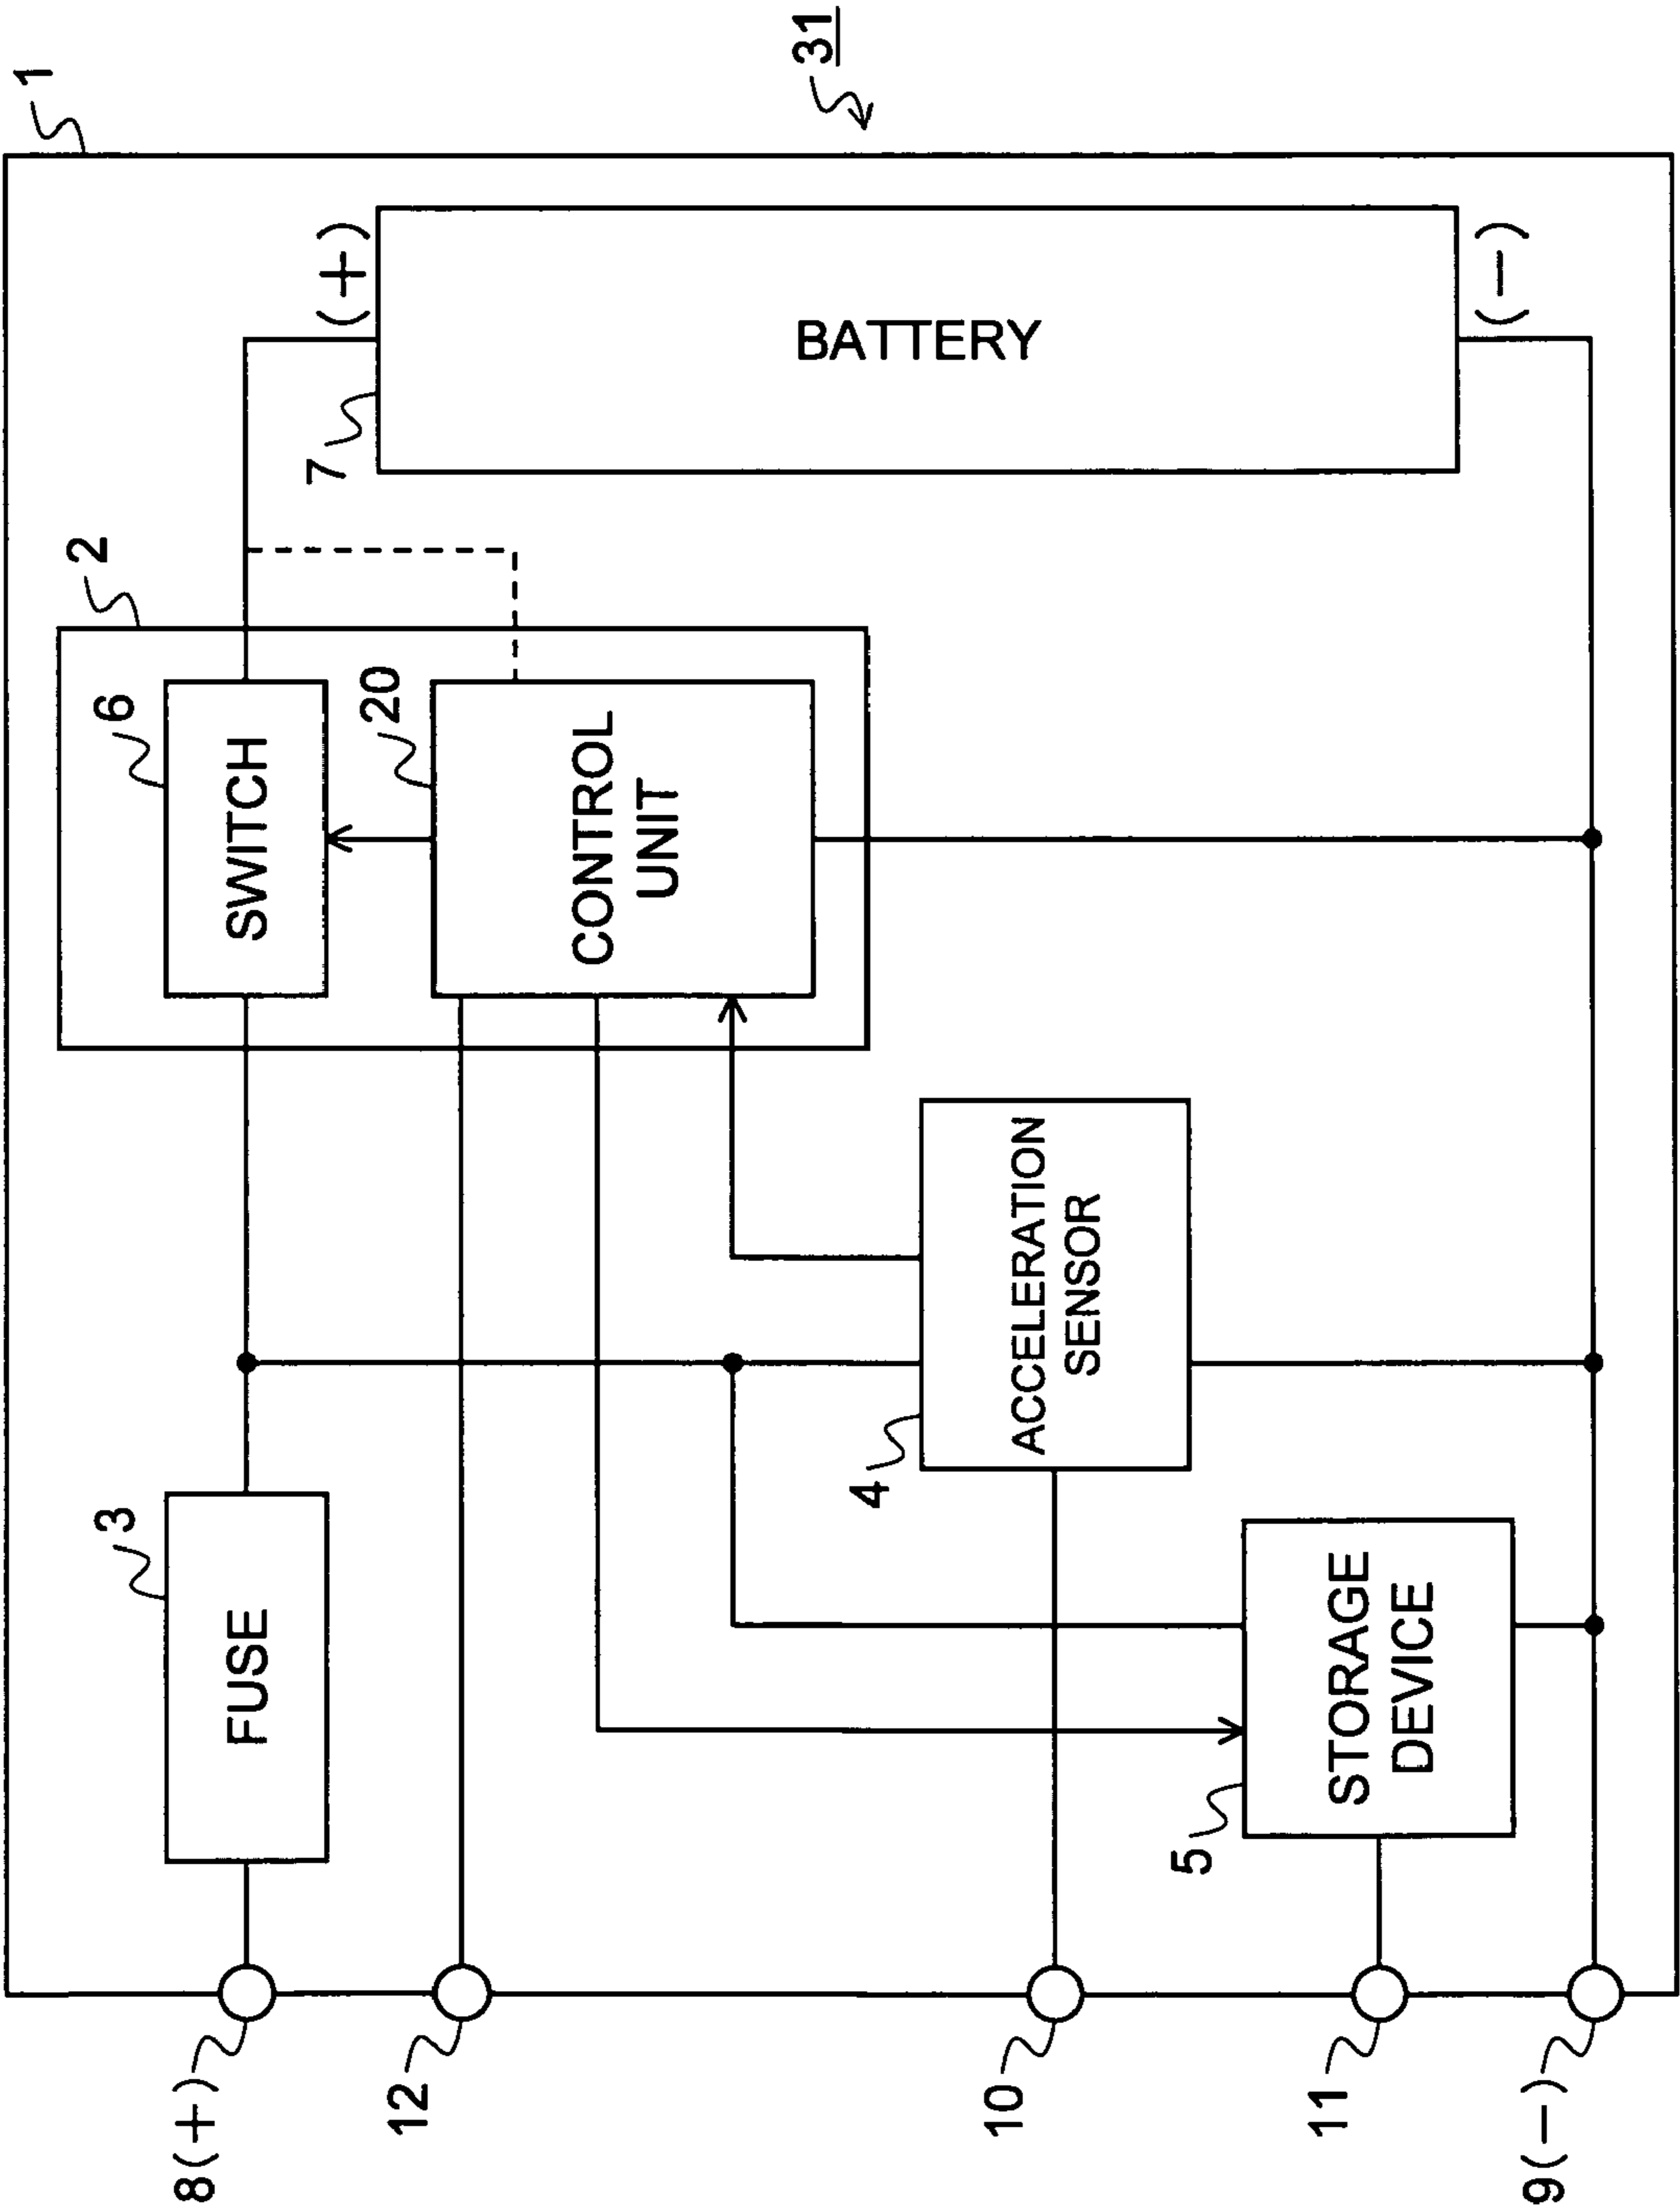 31
1
2
6
SWITCH
20
CONTROL
UNIT
(+)
7
BATTERY
(−)
3
FUSE
4
ACCELERATION
SENSOR
5
STORAGE
DEVICE
8(+)
12
10
11
9(−)